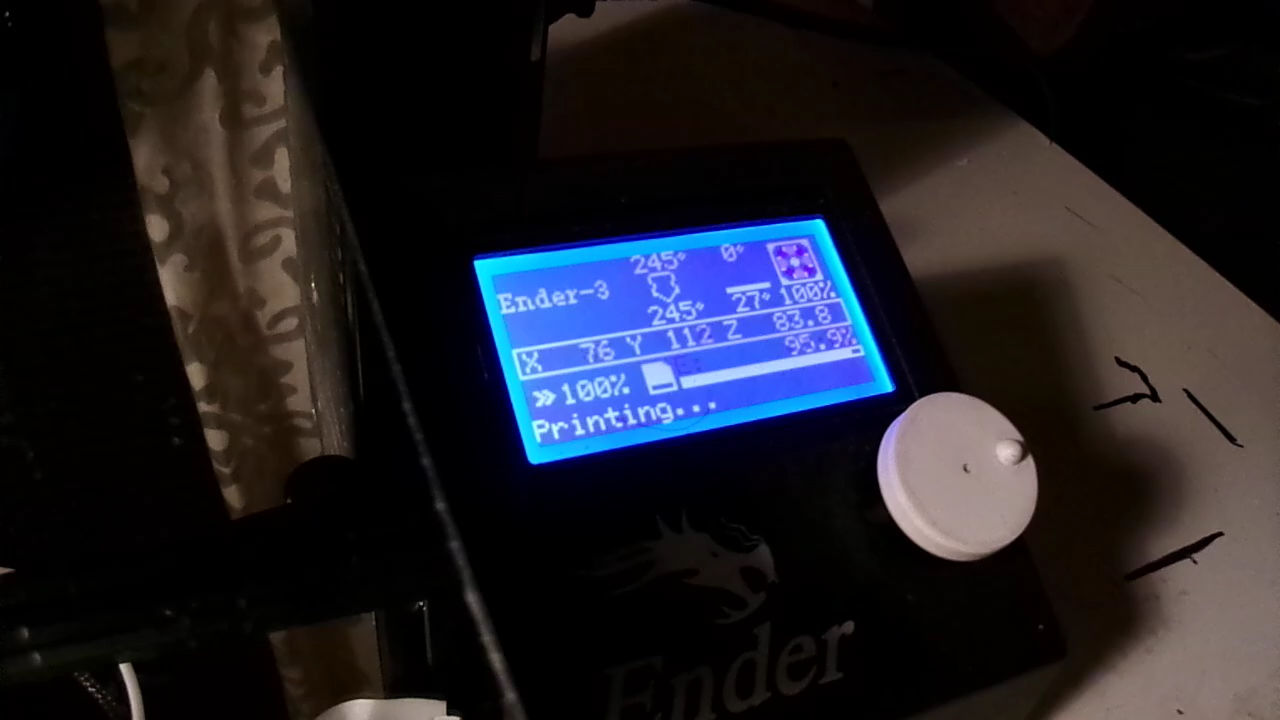 245° 0°
Ender-3
245° 27° 100%
X 76 Y 112 Z 83.8
95.9%
»100%
Printing...
Ender